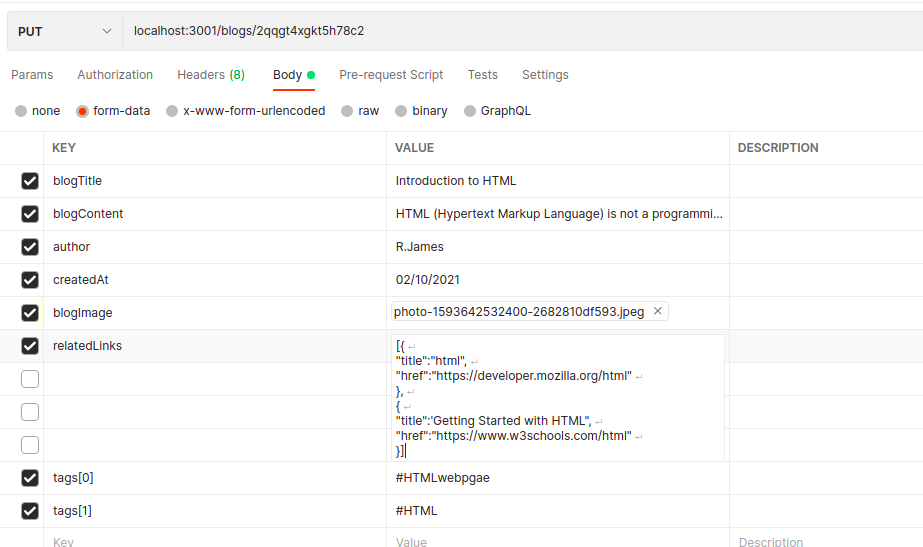 PUT localhost:3001/blogs/2qqgt4xgkt5h78c2
Params Authorization Headers (8) Body Pre-request Script Tests Settings
none form-data x-www-form-urlencoded raw binary GraphQL
KEY VALUE DESCRIPTION
blogTitle Introduction to HTML
blogContent HTML (Hypertext Markup Language) is not a programmi...
author R.James
createdAt 02/10/2021
blogImage photo-1593642532400-2682810df593.jpeg ×
relatedLinks [{ ↵
"title":"html", ↵
"href":"https://developer.mozilla.org/html" ↵
}, ↵
{ ↵
"title":'Getting Started with HTML", ↵
"href":"https://www.w3schools.com/html" ↵
}]
tags[0] #HTMLwebpgae
tags[1] #HTML
Key Value Description